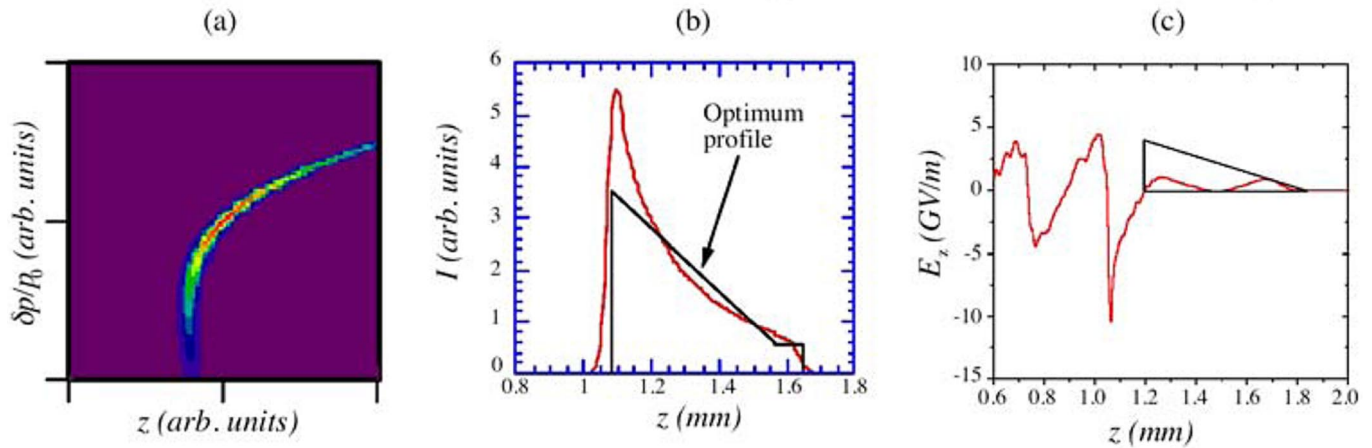 (a)
δp/p₀ (arb. units)
z (arb. units)
(b)
6
5
4
3
2
1
0
I (arb. units)
Optimum
profile
0.8
1
1.2
1.4
1.6
1.8
z (mm)
(c)
10
5
0
-5
-10
-15
E_z (GV/m)
0.6
0.8
1.0
1.2
1.4
1.6
1.8
2.0
z (mm)